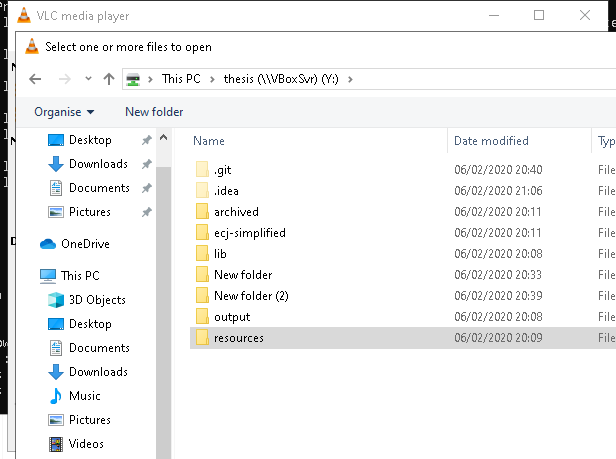 VLC media player
Select one or more files to open
This PC > thesis (\\VBoxSvr) (Y:) >
Organise New folder
Name Date modified Typ
Desktop
Downloads
Documents
Pictures
OneDrive
This PC
3D Objects
Desktop
Documents
Downloads
Music
Pictures
Videos
.git 06/02/2020 20:40 File
.idea 06/02/2020 21:06 File
archived 06/02/2020 20:11 File
ecj-simplified 06/02/2020 20:11 File
lib 06/02/2020 20:08 File
New folder 06/02/2020 20:33 File
New folder (2) 06/02/2020 20:39 File
output 06/02/2020 20:08 File
resources 06/02/2020 20:09 File